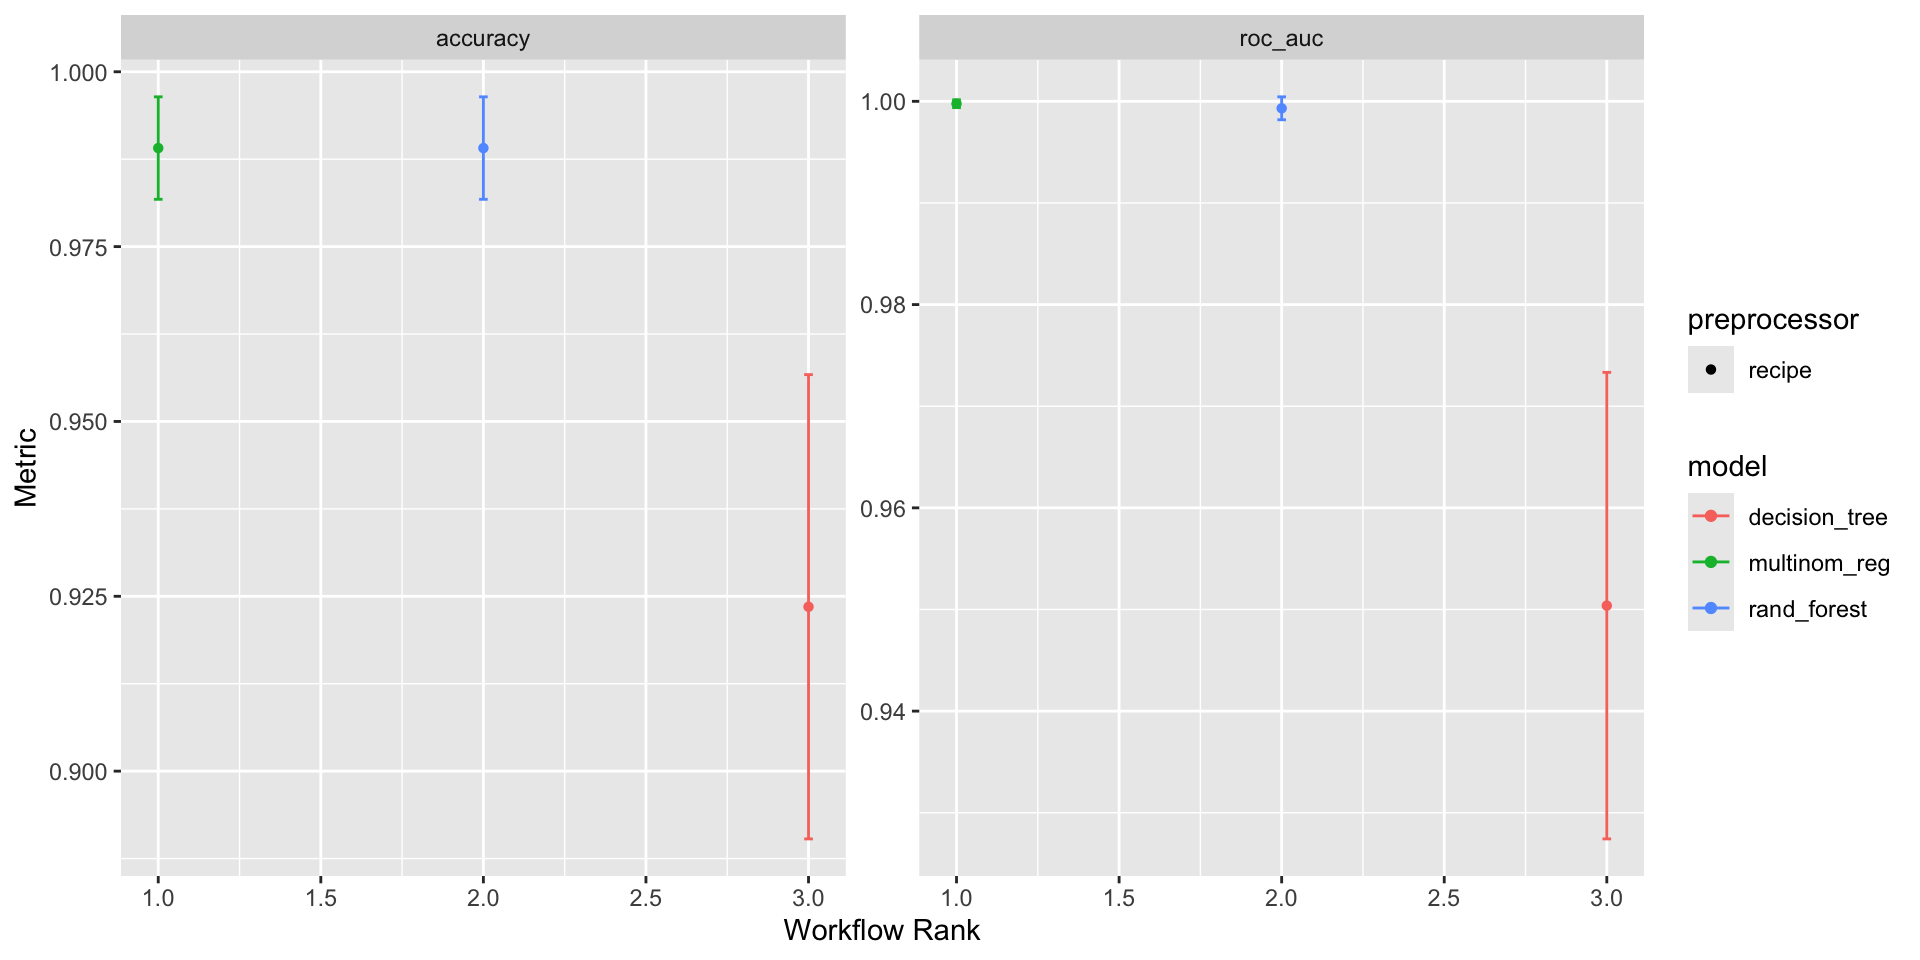 accuracy
roc_auc
1.000
0.975
0.950
0.925
0.900
Metric
1.00
0.98
0.96
0.94
1.0 1.5 2.0 2.5 3.0
1.0 1.5 2.0 2.5 3.0
Workflow Rank
preprocessor
recipe
model
decision_tree
multinom_reg
rand_forest